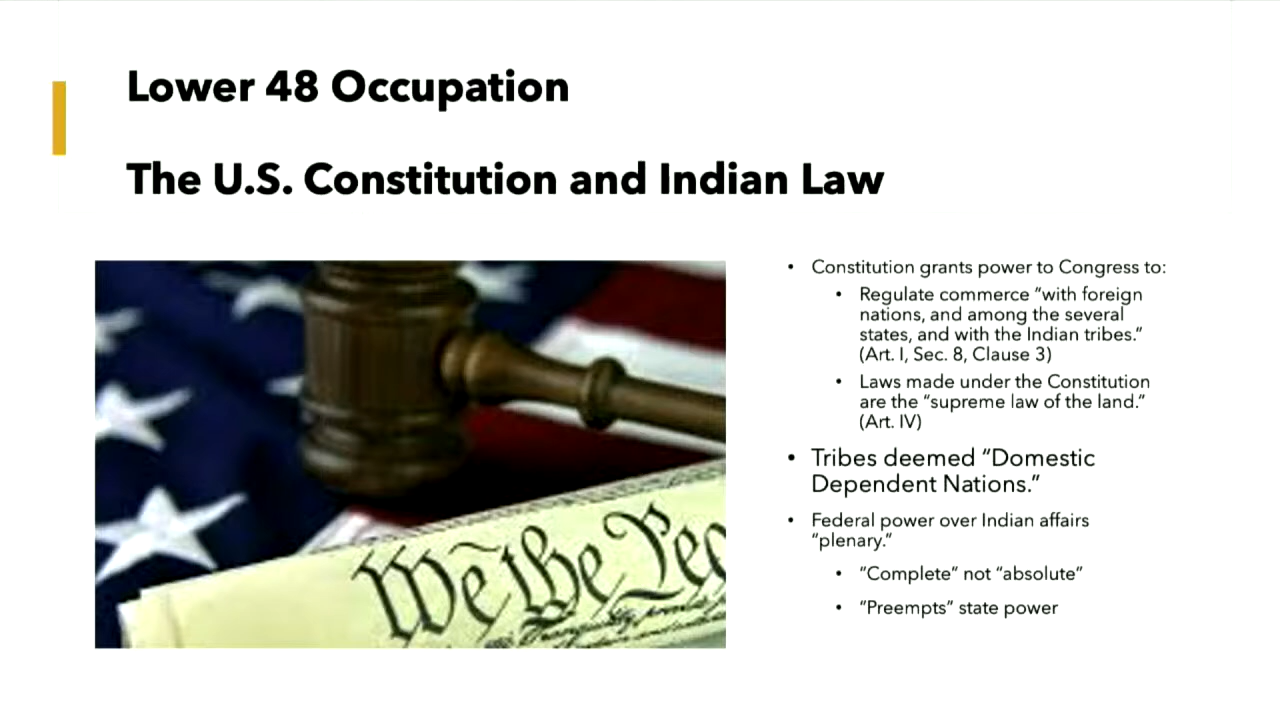 Lower 48 Occupation
The U.S. Constitution and Indian Law
We the Peo
• Constitution grants power to Congress to:
• Regulate commerce “with foreign
nations, and among the several
states, and with the Indian tribes.”
(Art. I, Sec. 8, Clause 3)
• Laws made under the Constitution
are the “supreme law of the land.”
(Art. IV)
• Tribes deemed “Domestic
Dependent Nations.”
• Federal power over Indian affairs
“plenary.”
• “Complete” not “absolute”
• “Preempts” state power